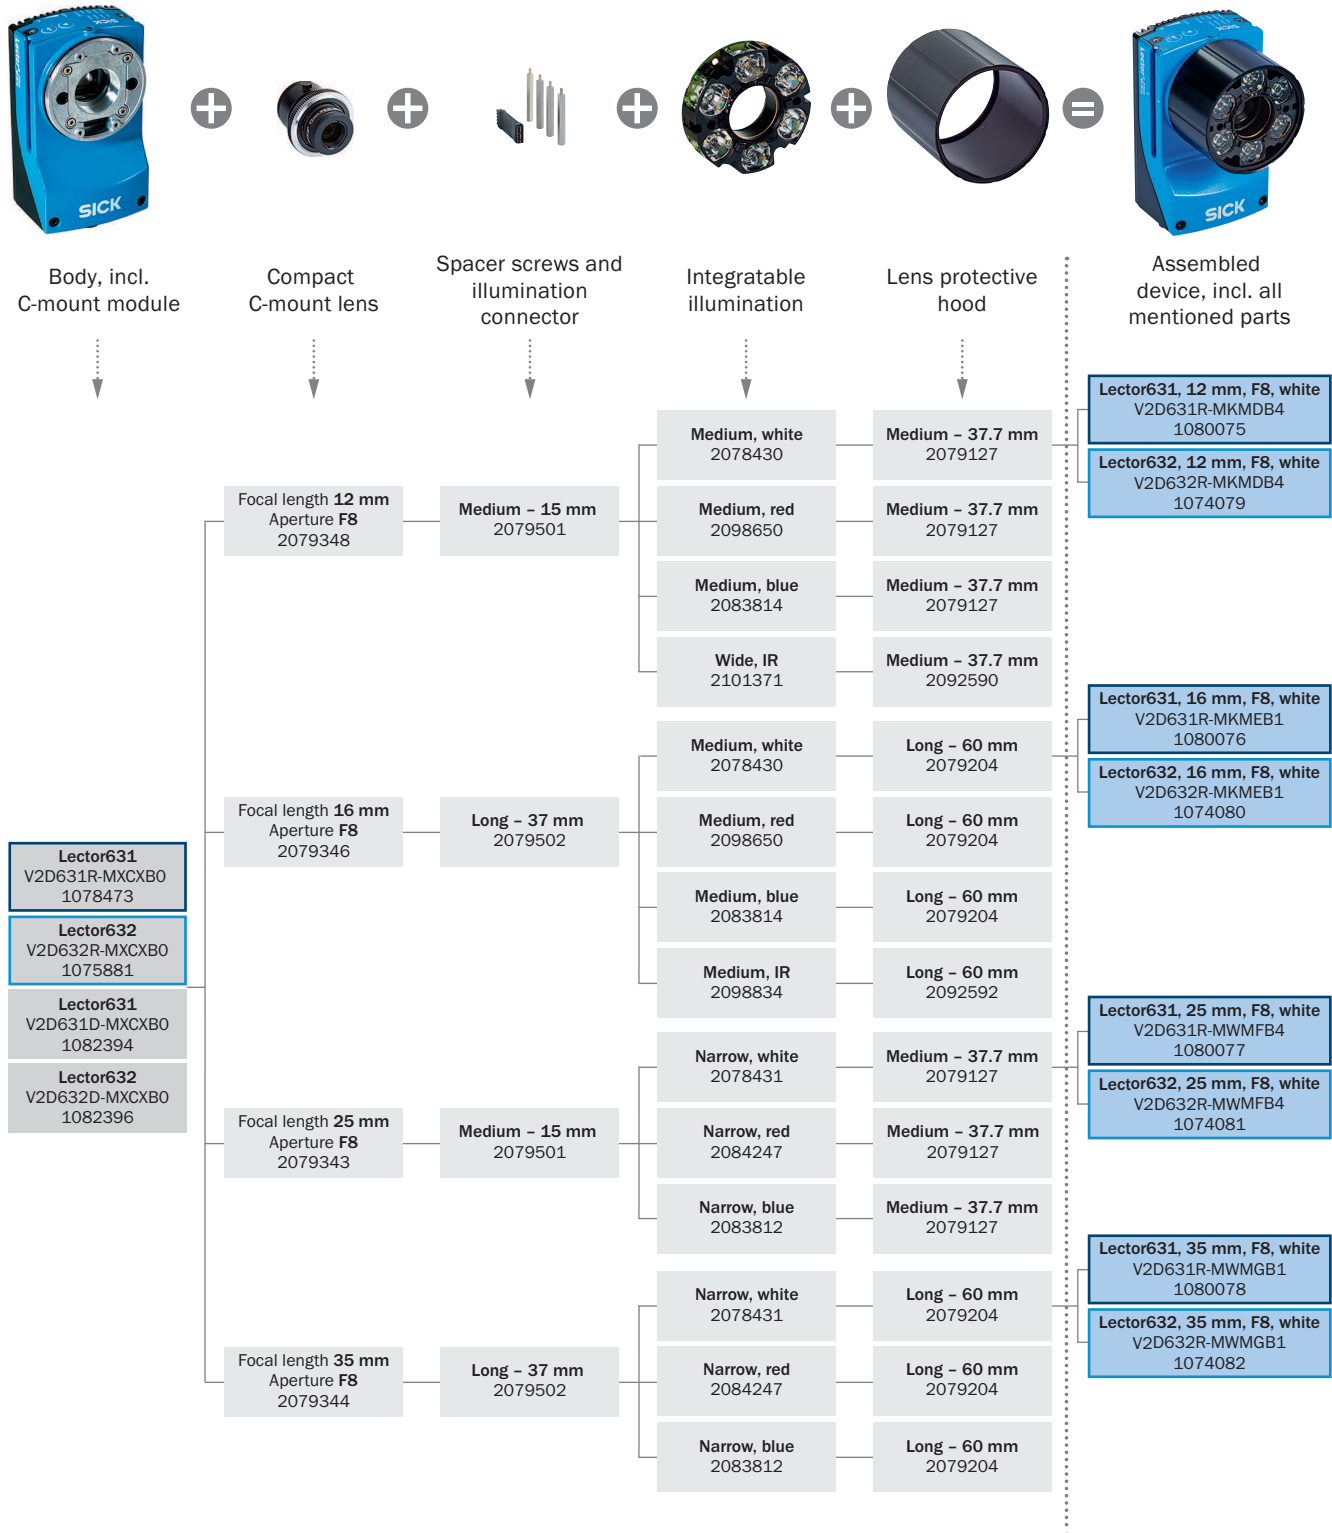 SICK
Lector
SICK
SICK
Lector
SICK
Body, incl.
C-mount module
Compact
C-mount lens
Spacer screws and
illumination
connector
Integratable
illumination
Lens protective
hood
Assembled
device, incl. all
mentioned parts
Lector631
V2D631R-MXCXB0
1078473
Lector632
V2D632R-MXCXB0
1075881
Lector631
V2D631D-MXCXB0
1082394
Lector632
V2D632D-MXCXB0
1082396
Focal length 12 mm
Aperture F8
2079348
Medium – 15 mm
2079501
Medium, white
2078430
Medium – 37.7 mm
2079127
Lector631, 12 mm, F8, white
V2D631R-MKMDB4
1080075
Lector632, 12 mm, F8, white
V2D632R-MKMDB4
1074079
Medium, red
2098650
Medium – 37.7 mm
2079127
Medium, blue
2083814
Medium – 37.7 mm
2079127
Wide, IR
2101371
Medium – 37.7 mm
2092590
Focal length 16 mm
Aperture F8
2079346
Long – 37 mm
2079502
Medium, white
2078430
Long – 60 mm
2079204
Lector631, 16 mm, F8, white
V2D631R-MKMEB1
1080076
Lector632, 16 mm, F8, white
V2D632R-MKMEB1
1074080
Medium, red
2098650
Long – 60 mm
2079204
Medium, blue
2083814
Long – 60 mm
2079204
Medium, IR
2098834
Long – 60 mm
2092592
Focal length 25 mm
Aperture F8
2079343
Medium – 15 mm
2079501
Narrow, white
2078431
Medium – 37.7 mm
2079127
Lector631, 25 mm, F8, white
V2D631R-MWMFB4
1080077
Lector632, 25 mm, F8, white
V2D632R-MWMFB4
1074081
Narrow, red
2084247
Medium – 37.7 mm
2079127
Narrow, blue
2083812
Medium – 37.7 mm
2079127
Focal length 35 mm
Aperture F8
2079344
Long – 37 mm
2079502
Narrow, white
2078431
Long – 60 mm
2079204
Lector631, 35 mm, F8, white
V2D631R-MWMGB1
1080078
Lector632, 35 mm, F8, white
V2D632R-MWMGB1
1074082
Narrow, red
2084247
Long – 60 mm
2079204
Narrow, blue
2083812
Long – 60 mm
2079204